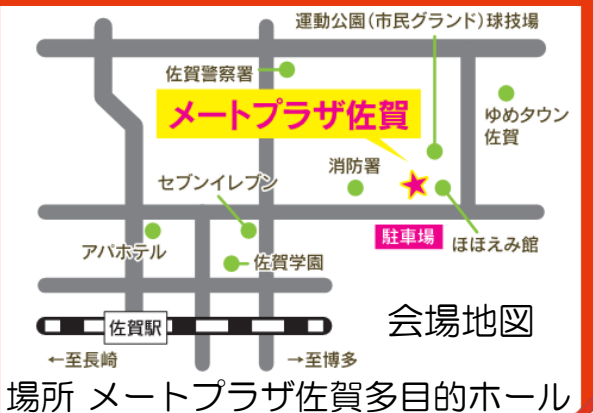 運動公園(市民グランド)球技場
佐賀警察署
メートプラザ佐賀
ゆめタウン
佐賀
消防署
セブンイレブン
駐車場
ほほえみ館
アパホテル
佐賀学園
佐賀駅
会場地図
←至長崎
→至博多
場所 メートプラザ佐賀多目的ホール